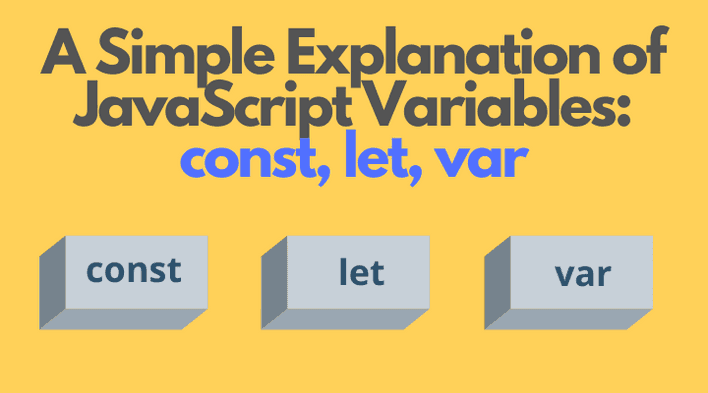 A Simple Explanation of
JavaScript Variables:
const, let, var
const
let
var